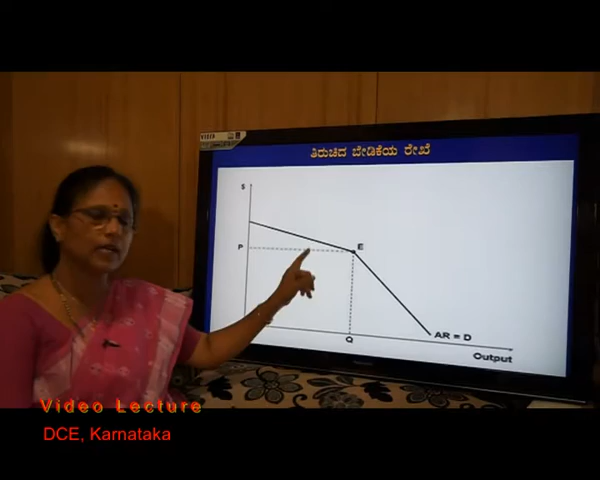 ತಿರುಚಿದ ಬೇಡಿಕೆಯ ರೇಖೆ
P
E
AR = D
Q
Output
Video Lecture
DCE, Karnataka